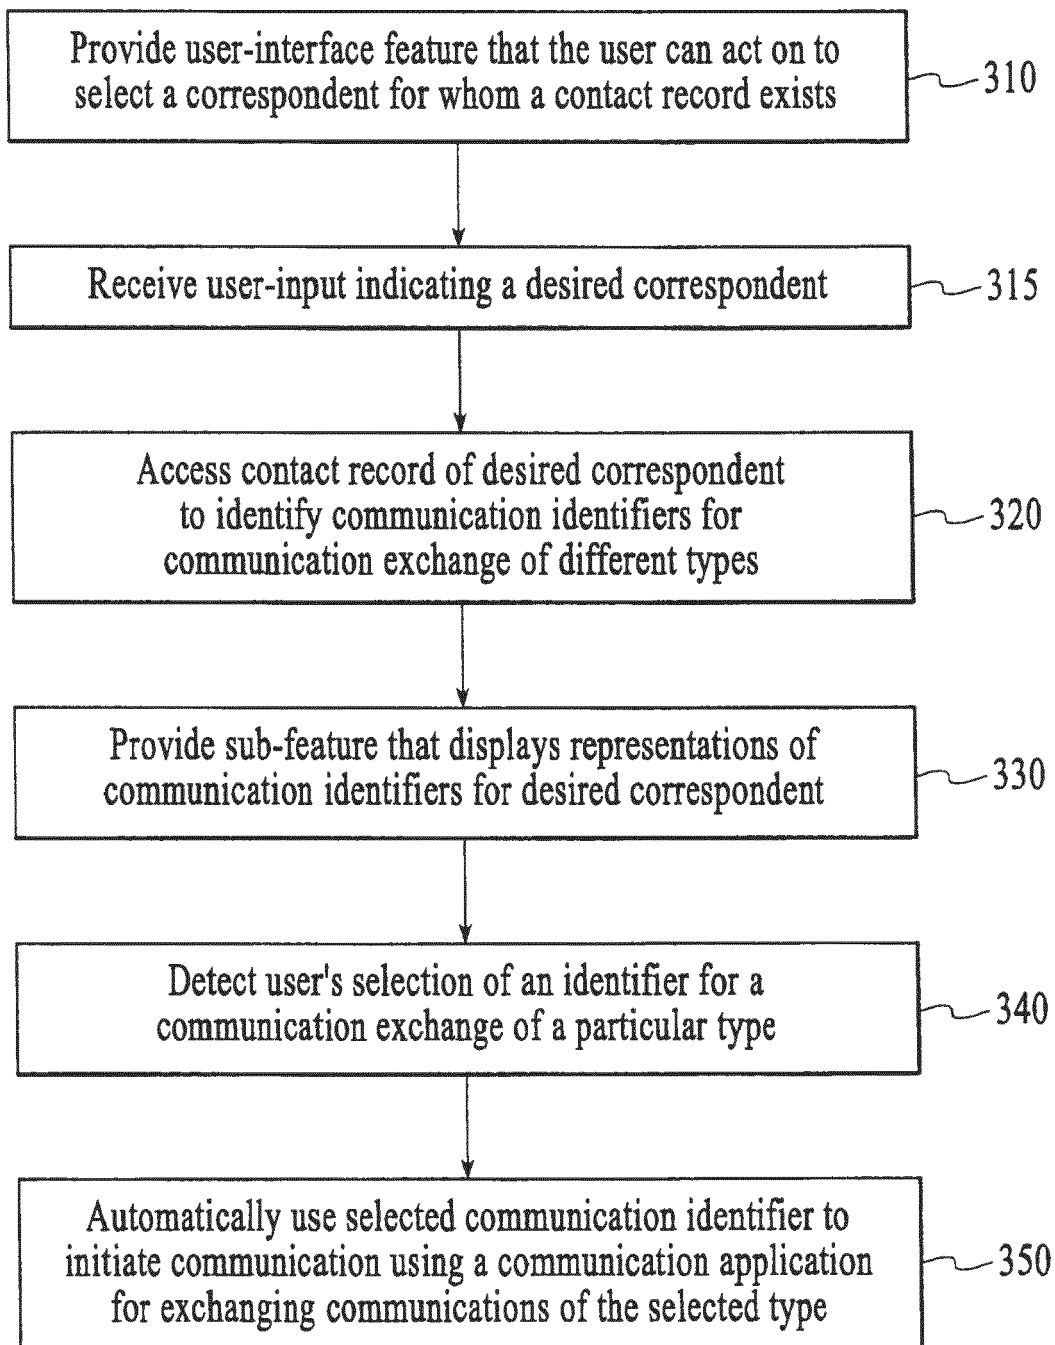 Provide user-interface feature that the user can act on to
select a correspondent for whom a contact record exists
310
Receive user-input indicating a desired correspondent
315
Access contact record of desired correspondent
to identify communication identifiers for
communication exchange of different types
320
Provide sub-feature that displays representations of
communication identifiers for desired correspondent
330
Detect user's selection of an identifier for a
communication exchange of a particular type
340
Automatically use selected communication identifier to
initiate communication using a communication application
for exchanging communications of the selected type
350